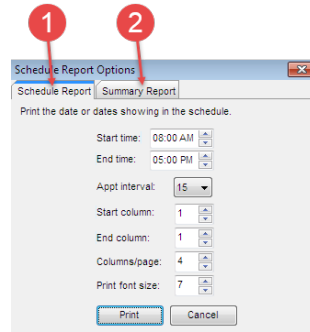 1 2
Schedule Report Options
Schedule Report Summary Report
Print the date or dates showing in the schedule.
Start time: 08:00 AM
End time: 05:00 PM
Appt interval: 15
Start column: 1
End column: 1
Columns/page: 4
Print font size: 7
Print Cancel